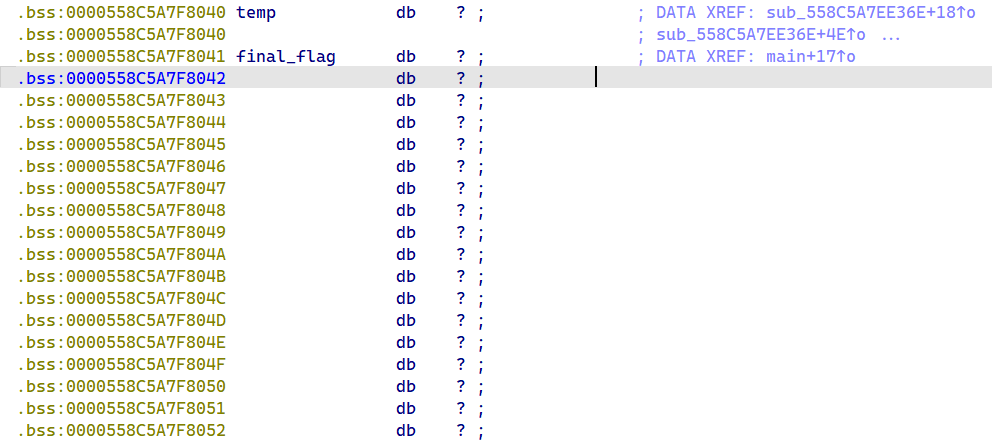 .bss:0000558C5A7F8040 temp            db    ? ;               ; DATA XREF: sub_558C5A7EE36E+18↑o
.bss:0000558C5A7F8040                                         ; sub_558C5A7EE36E+4E↑o ...
.bss:0000558C5A7F8041 final_flag      db    ? ;               ; DATA XREF: main+17↑o
.bss:0000558C5A7F8042                 db    ? ;
.bss:0000558C5A7F8043                 db    ? ;
.bss:0000558C5A7F8044                 db    ? ;
.bss:0000558C5A7F8045                 db    ? ;
.bss:0000558C5A7F8046                 db    ? ;
.bss:0000558C5A7F8047                 db    ? ;
.bss:0000558C5A7F8048                 db    ? ;
.bss:0000558C5A7F8049                 db    ? ;
.bss:0000558C5A7F804A                 db    ? ;
.bss:0000558C5A7F804B                 db    ? ;
.bss:0000558C5A7F804C                 db    ? ;
.bss:0000558C5A7F804D                 db    ? ;
.bss:0000558C5A7F804E                 db    ? ;
.bss:0000558C5A7F804F                 db    ? ;
.bss:0000558C5A7F8050                 db    ? ;
.bss:0000558C5A7F8051                 db    ? ;
.bss:0000558C5A7F8052                 db    ? ;